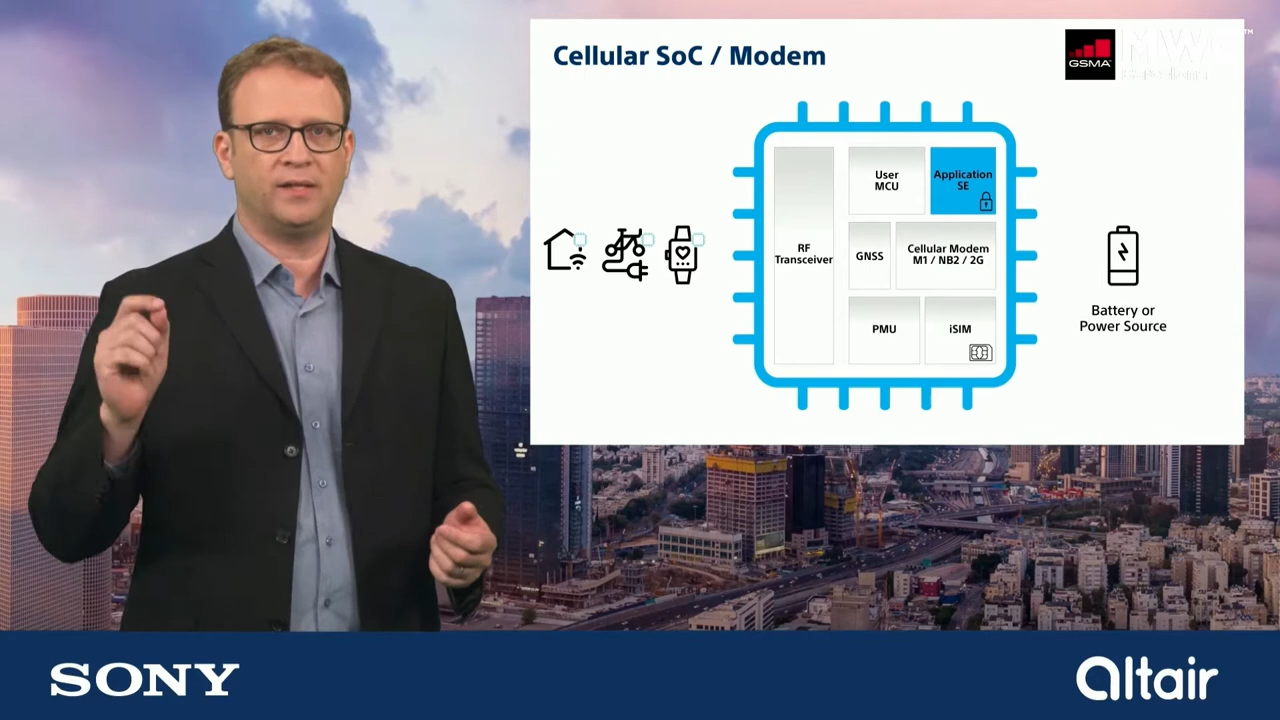 Cellular SoC / Modem
GSMA
MWC
User
MCU
Application
SE
RF
Transceiver
GNSS
Cellular Modem
M1 / NB2 / 2G
PMU
iSIM
Battery or
Power Source
SONY
altair